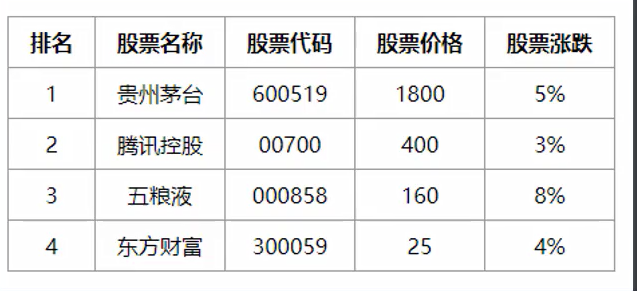 排名 股票名称 股票代码 股票价格 股票涨跌
1 贵州茅台 600519 1800 5%
2 腾讯控股 00700 400 3%
3 五粮液 000858 160 8%
4 东方财富 300059 25 4%